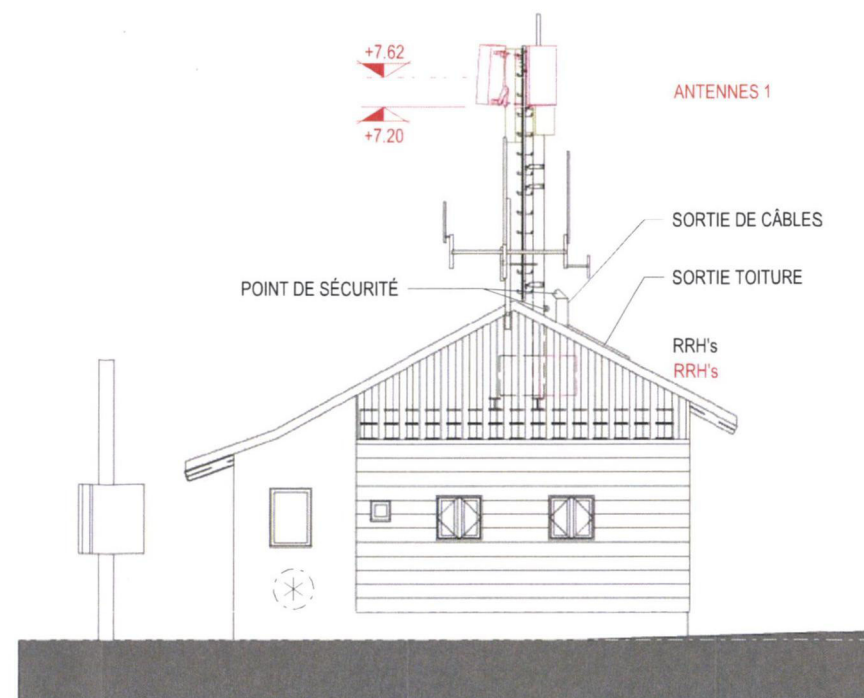 +7.62
ANTENNES 1
+7.20
SORTIE DE CÂBLES
POINT DE SÉCURITÉ
SORTIE TOITURE
RRH's
RRH's